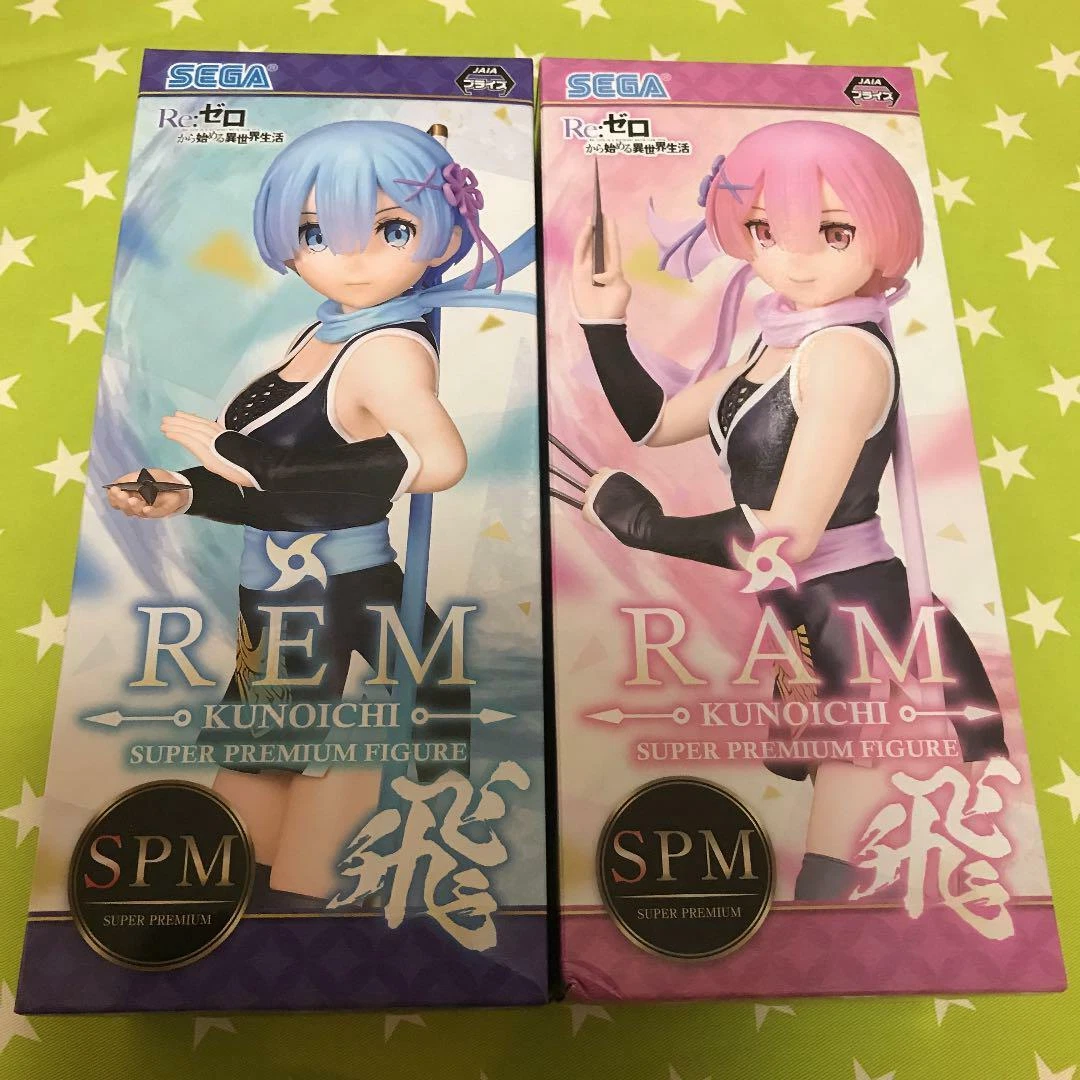 SEGA®
JAIA
プライズ
Re:ゼロ
から始める異世界生活
REM
KUNOICHI
SUPER PREMIUM FIGURE
飛
SPM
SUPER PREMIUM
SEGA®
JAIA
プライズ
Re:ゼロ
から始める異世界生活
RAM
KUNOICHI
SUPER PREMIUM FIGURE
飛
SPM
SUPER PREMIUM